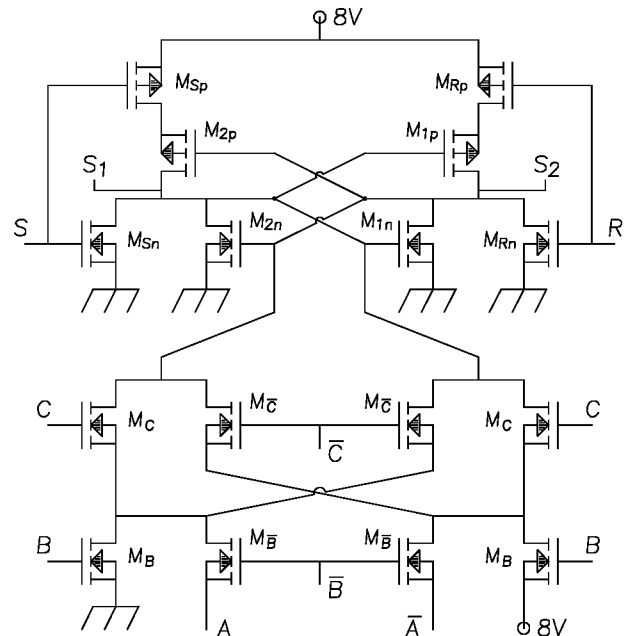 8V
M_Sp
M_Rp
M_2p
M_1p
S_1
S_2
S
M_Sn
M_2n
M_1n
M_Rn
R
C
M_C
M_C̅
M_C̅
M_C
C
C̅
B
M_B
M_B̅
M_B̅
M_B
B
B̅
A
A̅
8V